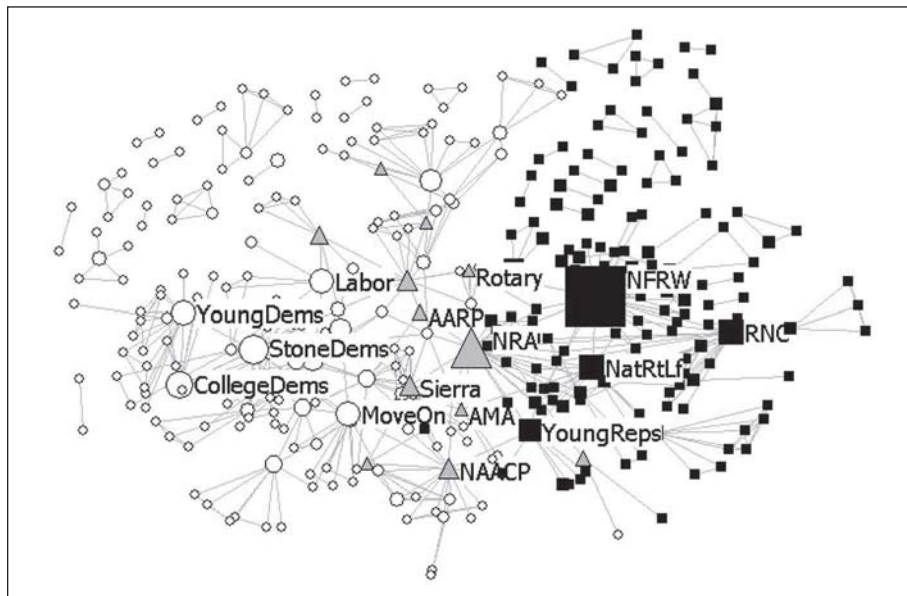 NFRW
Labor
Rotary
YoungDems
AARP
NRA
RNC
StoneDems
NatRtLf
CollegeDems
Sierra
MoveOn
AMA
YoungReps
NAACP